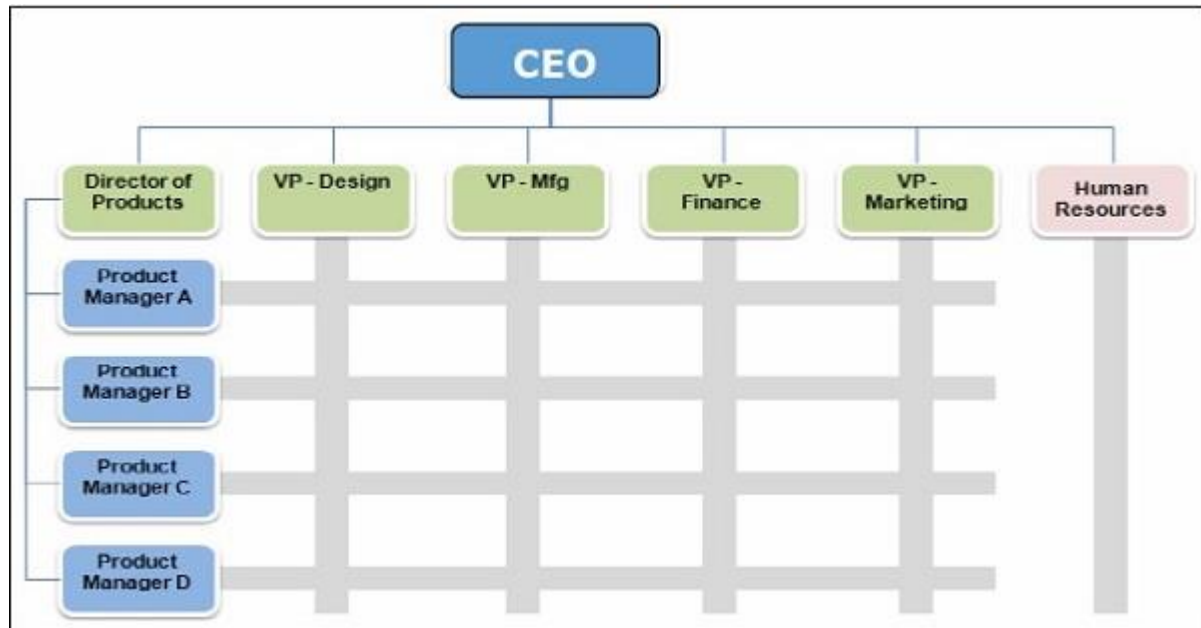 CEO
Director of
Products
VP - Design
VP - Mfg
VP -
Finance
VP -
Marketing
Human
Resources
Product
Manager A
Product
Manager B
Product
Manager C
Product
Manager D